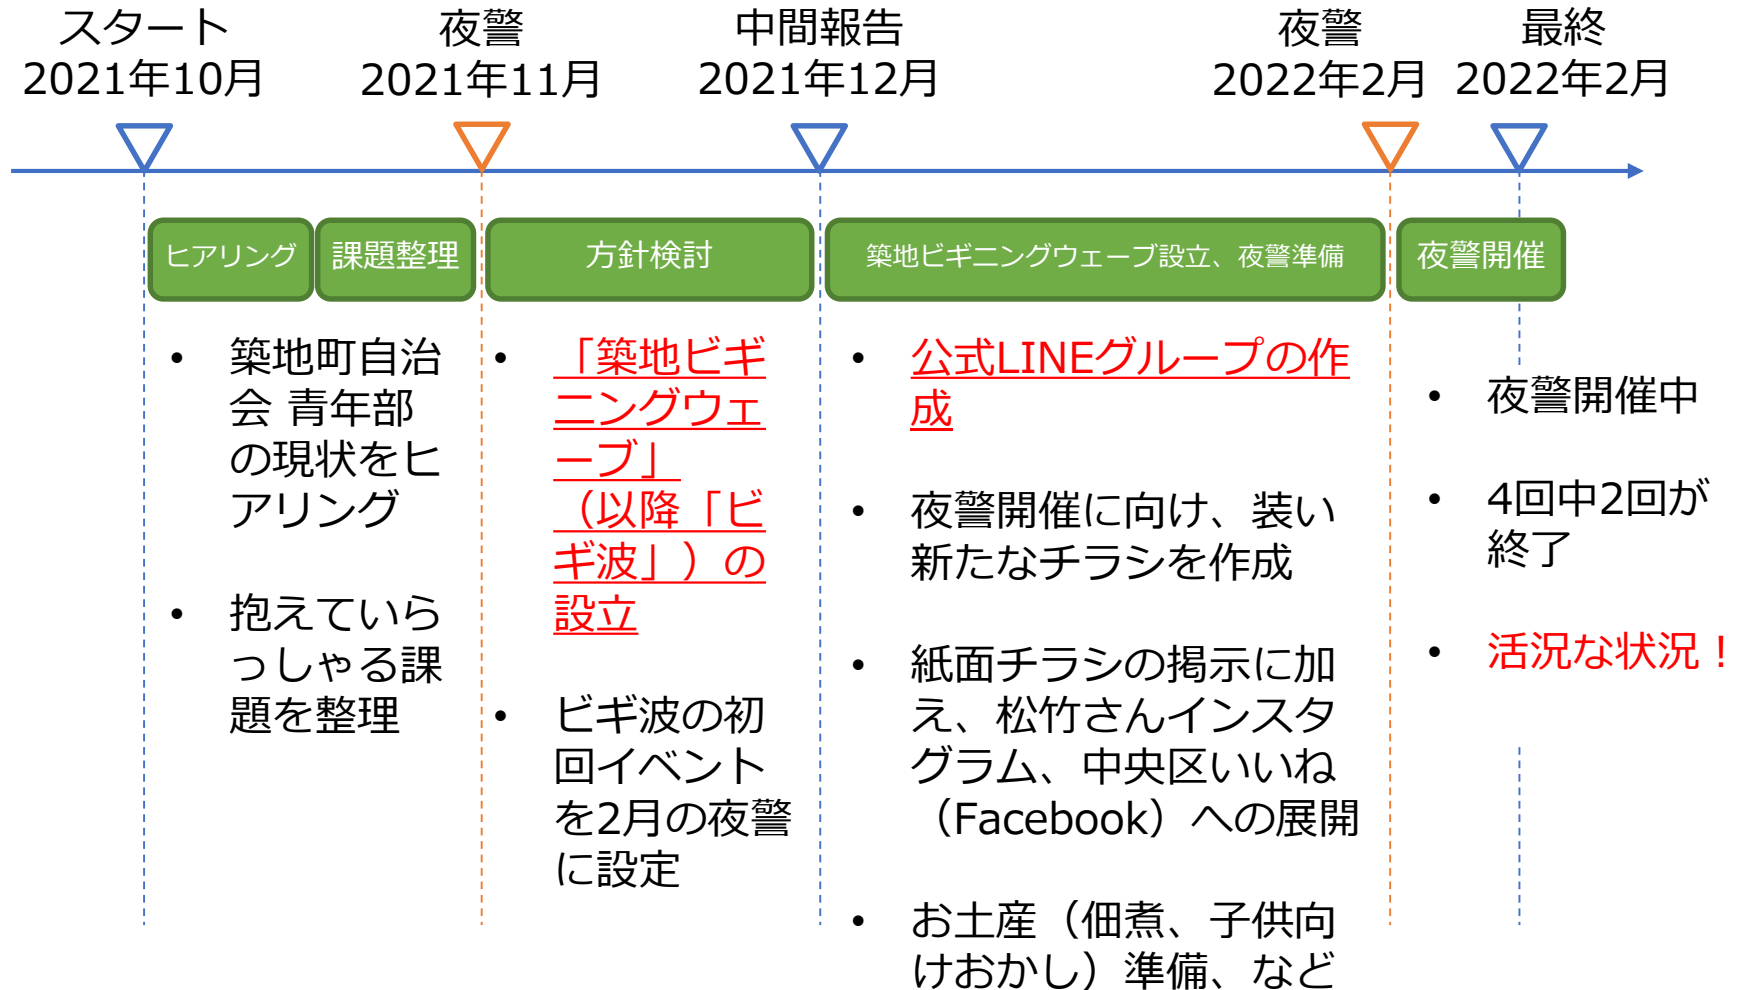 スタート
2021年10月
夜警
2021年11月
中間報告
2021年12月
夜警
2022年2月
最終
2022年2月
ヒアリング
課題整理
方針検討
築地ビギニングウェーブ設立、夜警準備
夜警開催
• 築地町自治
会 青年部
の現状をヒ
アリング
• 抱えていら
っしゃる課
題を整理
• 「築地ビギ
ニングウェ
ーブ」
（以降「ビ
ギ波」）の
設立
• ビギ波の初
回イベント
を2月の夜警
に設定
• 公式LINEグループの作
成
• 夜警開催に向け、装い
新たなチラシを作成
• 紙面チラシの掲示に加
え、松竹さんインスタ
グラム、中央区いいね
（Facebook）への展開
• お土産（佃煮、子供向
けおかし）準備、など
• 夜警開催中
• 4回中2回が
終了
• 活況な状況！